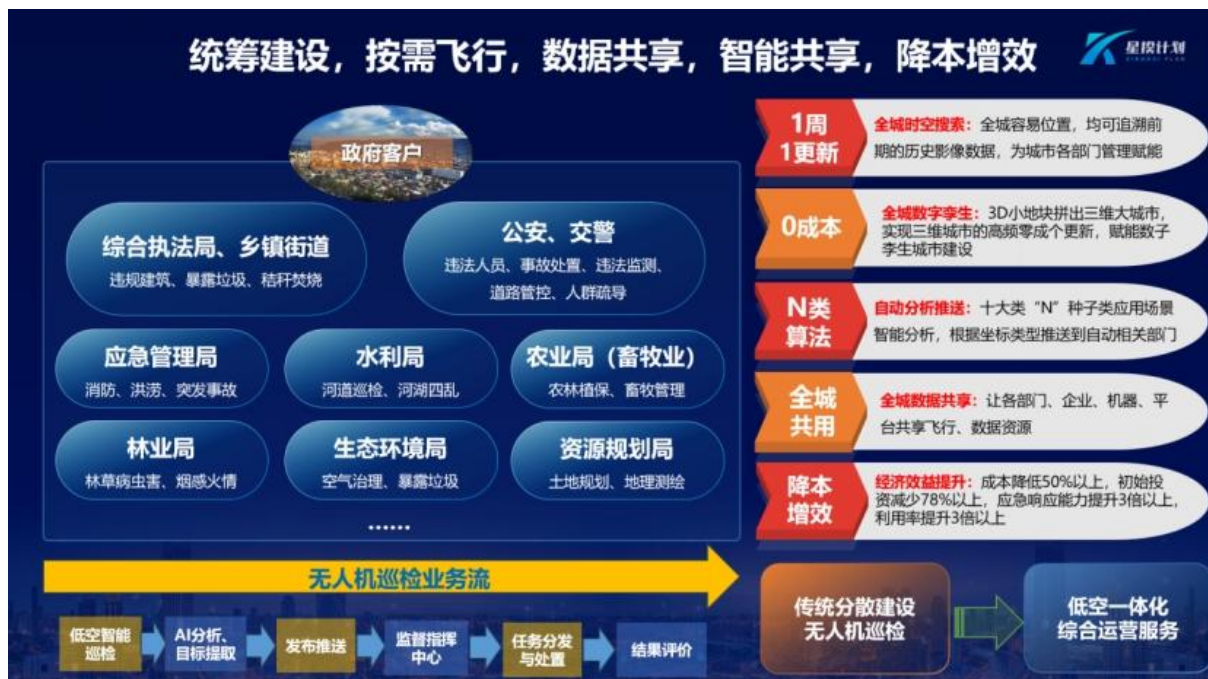 统筹建设，按需飞行，数据共享，智能共享，降本增效
星投计划
政府客户
综合执法局、乡镇街道
违规建筑、暴露垃圾、秸秆焚烧
公安、交警
违法人员、事故处置、违法监测、
道路管控、人群疏导
应急管理局
消防、洪涝、突发事故
水利局
河道巡检、河湖四乱
农业局（畜牧业）
农林植保、畜牧管理
林业局
林草病虫害、烟感火情
生态环境局
空气治理、暴露垃圾
资源规划局
土地规划、地理测绘
......
无人机巡检业务流
低空智能
巡检
AI分析、
目标提取
发布推送
监督指挥
中心
任务分发
与处置
结果评价
1周
1更新
全城时空搜索：全城容易位置，均可追溯前
期的历史影像数据，为城市各部门管理赋能
0成本
全城数字孪生：3D小地块拼出三维大城市，
实现三维城市的高频零成个更新，赋能数子
李生城市建设
N类
算法
自动分析推送：十大类“N”种子类应用场景
智能分析，根据坐标类型推送到自动相关部门
全城
共用
全城数据共享：让各部门、企业、机器、平
台共享飞行、数据资源
降本
增效
经济效益提升：成本降低50%以上，初始投
资减少78%以上，应急响应能力提升3倍以上，
利用率提升3倍以上
传统分散建设
无人机巡检
低空一体化
综合运营服务